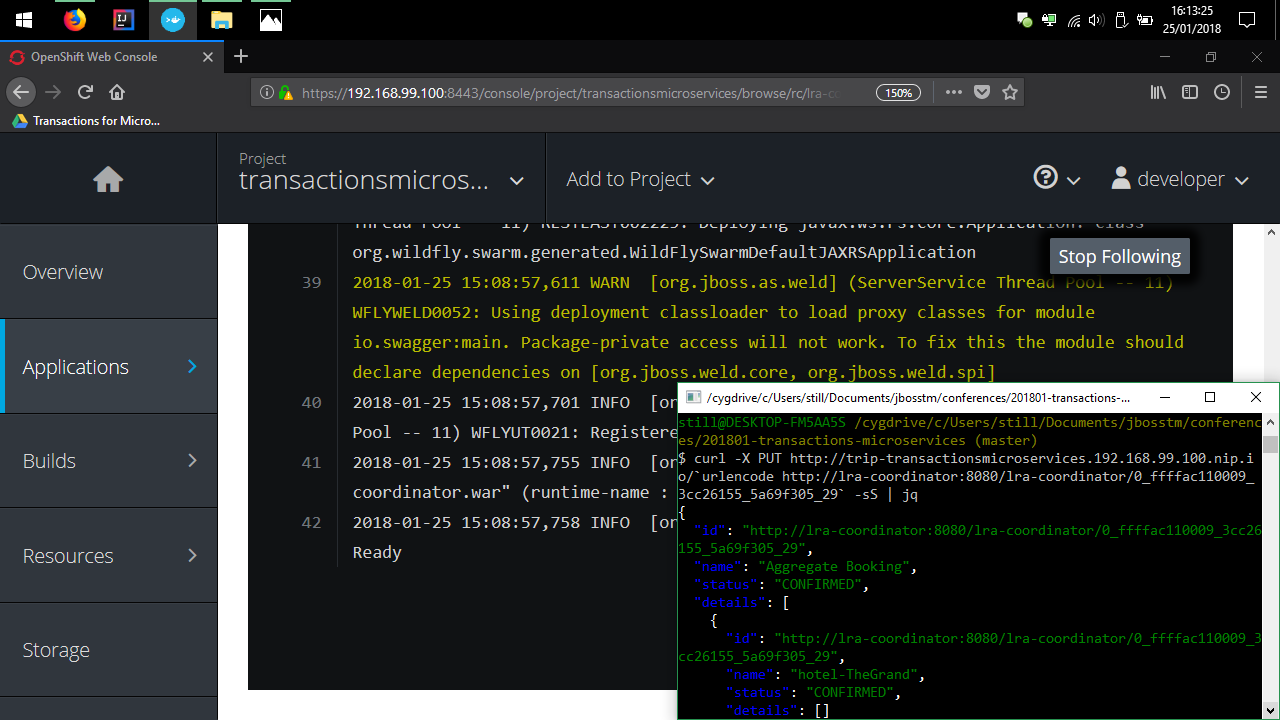 16:13:25
25/01/2018
OpenShift Web Console
https://192.168.99.100:8443/console/project/transactionsmicroservices/browse/rc/lra-co
150%
Transactions for Micro...
Project
transactionsmicros...
Add to Project
developer
Overview
Applications
Builds
Resources
Storage
Thread Pool -- 11) RESTEASY002225: Deploying javax.ws.rs.core.Application: class
org.wildfly.swarm.generated.WildFlySwarmDefaultJAXRSApplication
Stop Following
39 2018-01-25 15:08:57,611 WARN [org.jboss.as.weld] (ServerService Thread Pool -- 11)
WFLYWELD0052: Using deployment classloader to load proxy classes for module
io.swagger:main. Package-private access will not work. To fix this the module should
declare dependencies on [org.jboss.weld.core, org.jboss.weld.spi]
40 2018-01-25 15:08:57,701 INFO [or
Pool -- 11) WFLYUT0021: Registere
41 2018-01-25 15:08:57,755 INFO [or
coordinator.war" (runtime-name :
42 2018-01-25 15:08:57,758 INFO [or
Ready
/cygdrive/c/Users/still/Documents/jbosstm/conferences/201801-transactions-...
still@DESKTOP-FM5AA5S /cygdrive/c/Users/still/Documents/jbosstm/conferenc
es/201801-transactions-microservices (master)
$ curl -X PUT http://trip-transactionsmicroservices.192.168.99.100.nip.i
o/`urlencode http://lra-coordinator:8080/lra-coordinator/0_ffffac110009_
3cc26155_5a69f305_29` -sS | jq
{
"id": "http://lra-coordinator:8080/lra-coordinator/0_ffffac110009_3cc26
155_5a69f305_29",
"name": "Aggregate Booking",
"status": "CONFIRMED",
"details": [
{
"id": "http://lra-coordinator:8080/lra-coordinator/0_ffffac110009_3
cc26155_5a69f305_29",
"name": "hotel-TheGrand",
"status": "CONFIRMED",
"details": []